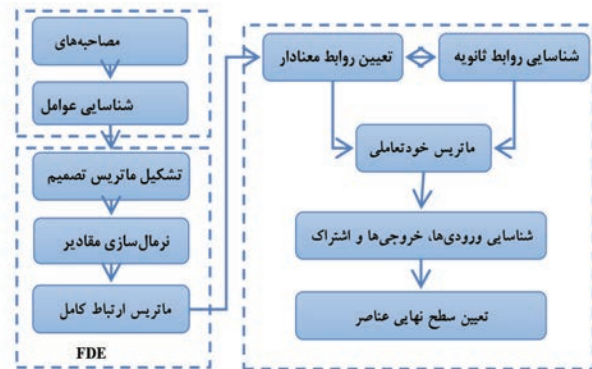 مصاحبه‌های
شناسایی عوامل
تشکیل ماتریس تصمیم
نرمال‌سازی مقادیر
ماتریس ارتباط کامل
FDE
شناسایی روابط ثانویه
تعیین روابط معنادار
ماتریس خودتعاملی
شناسایی ورودی‌ها، خروجی‌ها و اشتراک
تعیین سطح نهایی عناصر